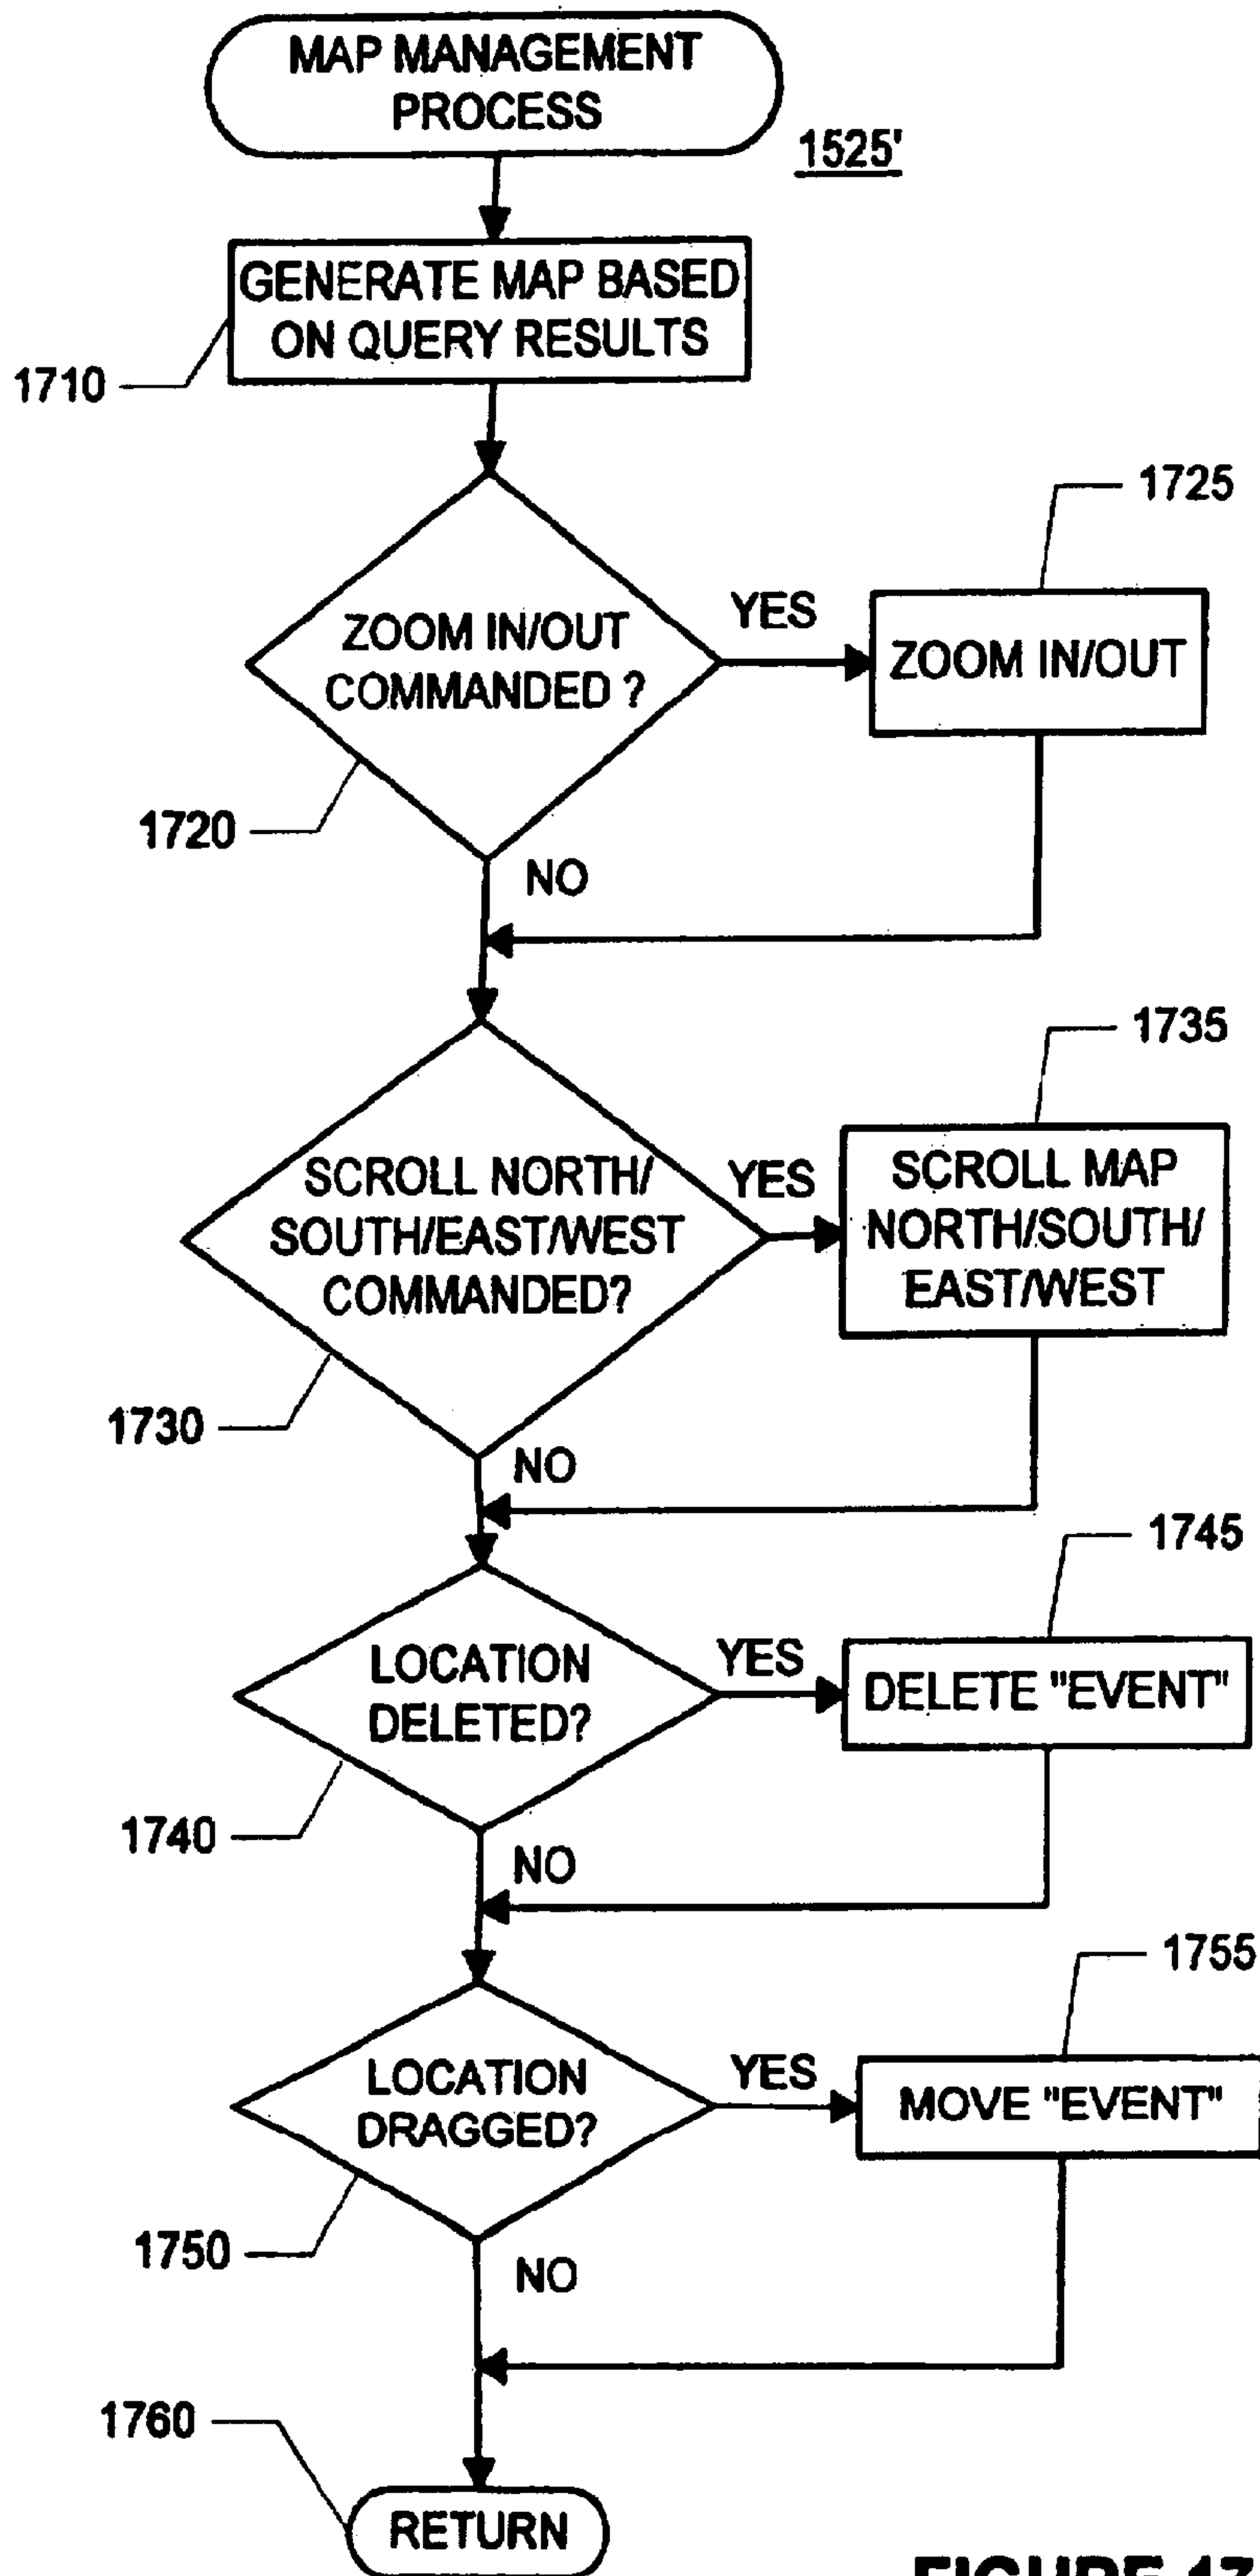 MAP MANAGEMENT
PROCESS
1525'
GENERATE MAP BASED
ON QUERY RESULTS
1710
1725
ZOOM IN/OUT
COMMANDED ?
YES
ZOOM IN/OUT
1720
NO
1735
SCROLL NORTH/
SOUTH/EAST/WEST
COMMANDED?
YES
SCROLL MAP
NORTH/SOUTH/
EAST/WEST
1730
NO
1745
LOCATION
DELETED?
YES
DELETE "EVENT"
1740
NO
1755
LOCATION
DRAGGED?
YES
MOVE "EVENT"
1750
NO
1760
RETURN
FIGURE 17